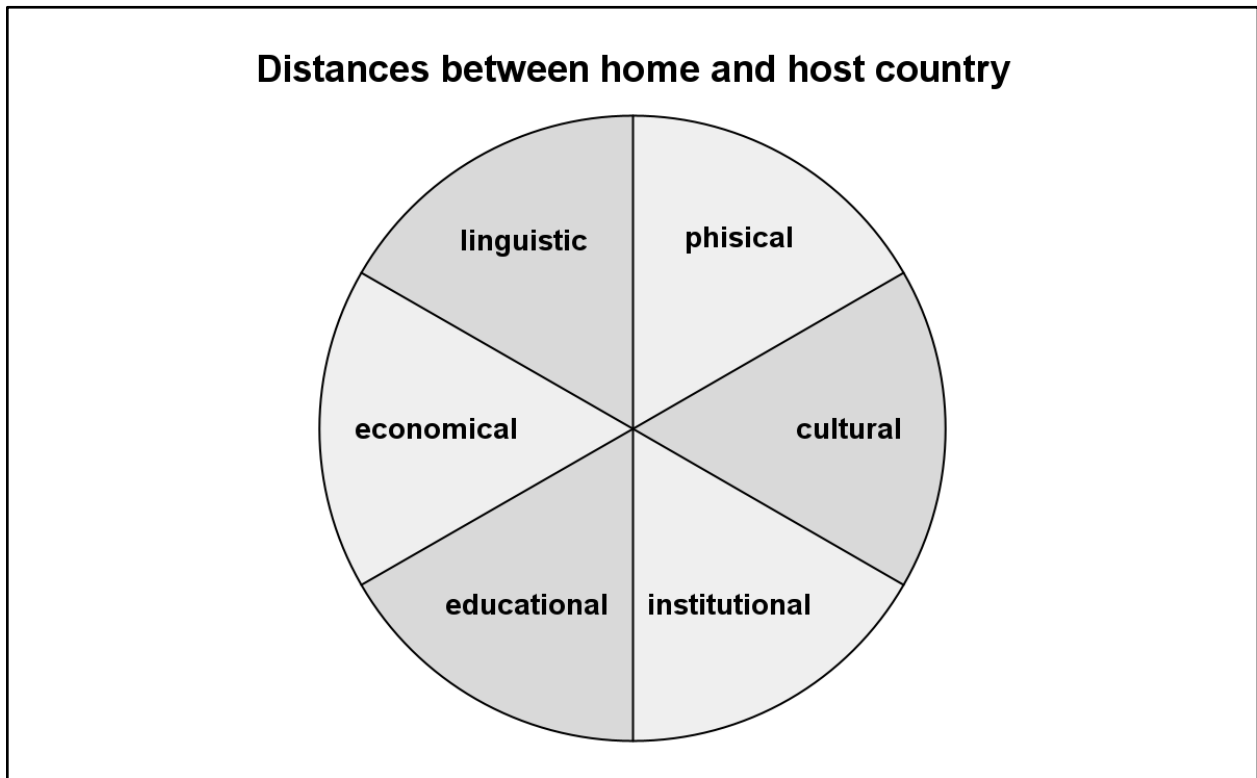 Distances between home and host country
linguistic
phisical
economical
cultural
educational
institutional